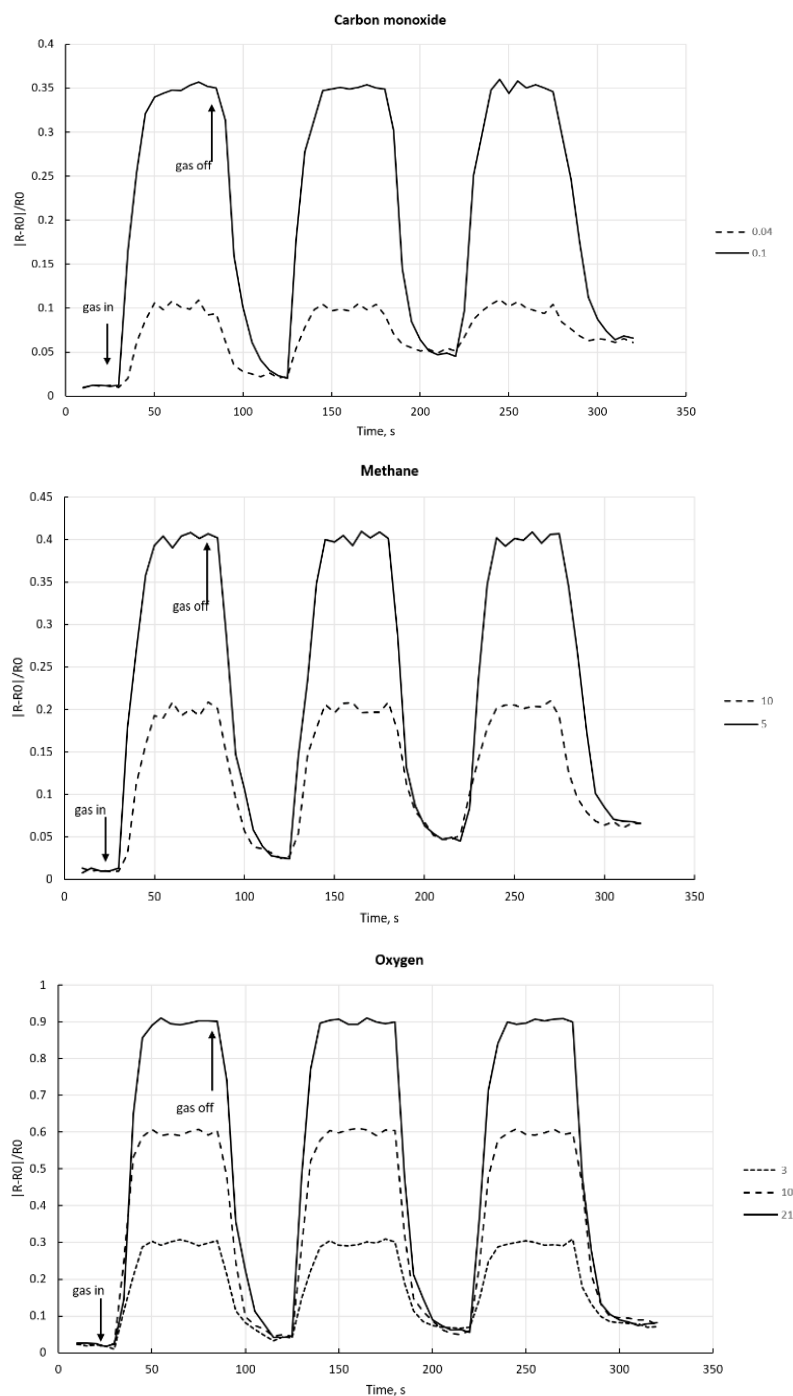 Carbon monoxide
0.4
0.35
0.3
0.25
0.2
0.15
0.1
0.05
0
|R-R0|/R0
gas in
gas off
0.04
0.1
0 50 100 150 200 250 300 350
Time, s
Methane
0.45
0.4
0.35
0.3
0.25
0.2
0.15
0.1
0.05
0
|R-R0|/R0
gas in
gas off
10
5
0 50 100 150 200 250 300 350
Time, s
Oxygen
1
0.9
0.8
0.7
0.6
0.5
0.4
0.3
0.2
0.1
0
|R-R0|/R0
gas in
gas off
3
10
21
0 50 100 150 200 250 300 350
Time, s